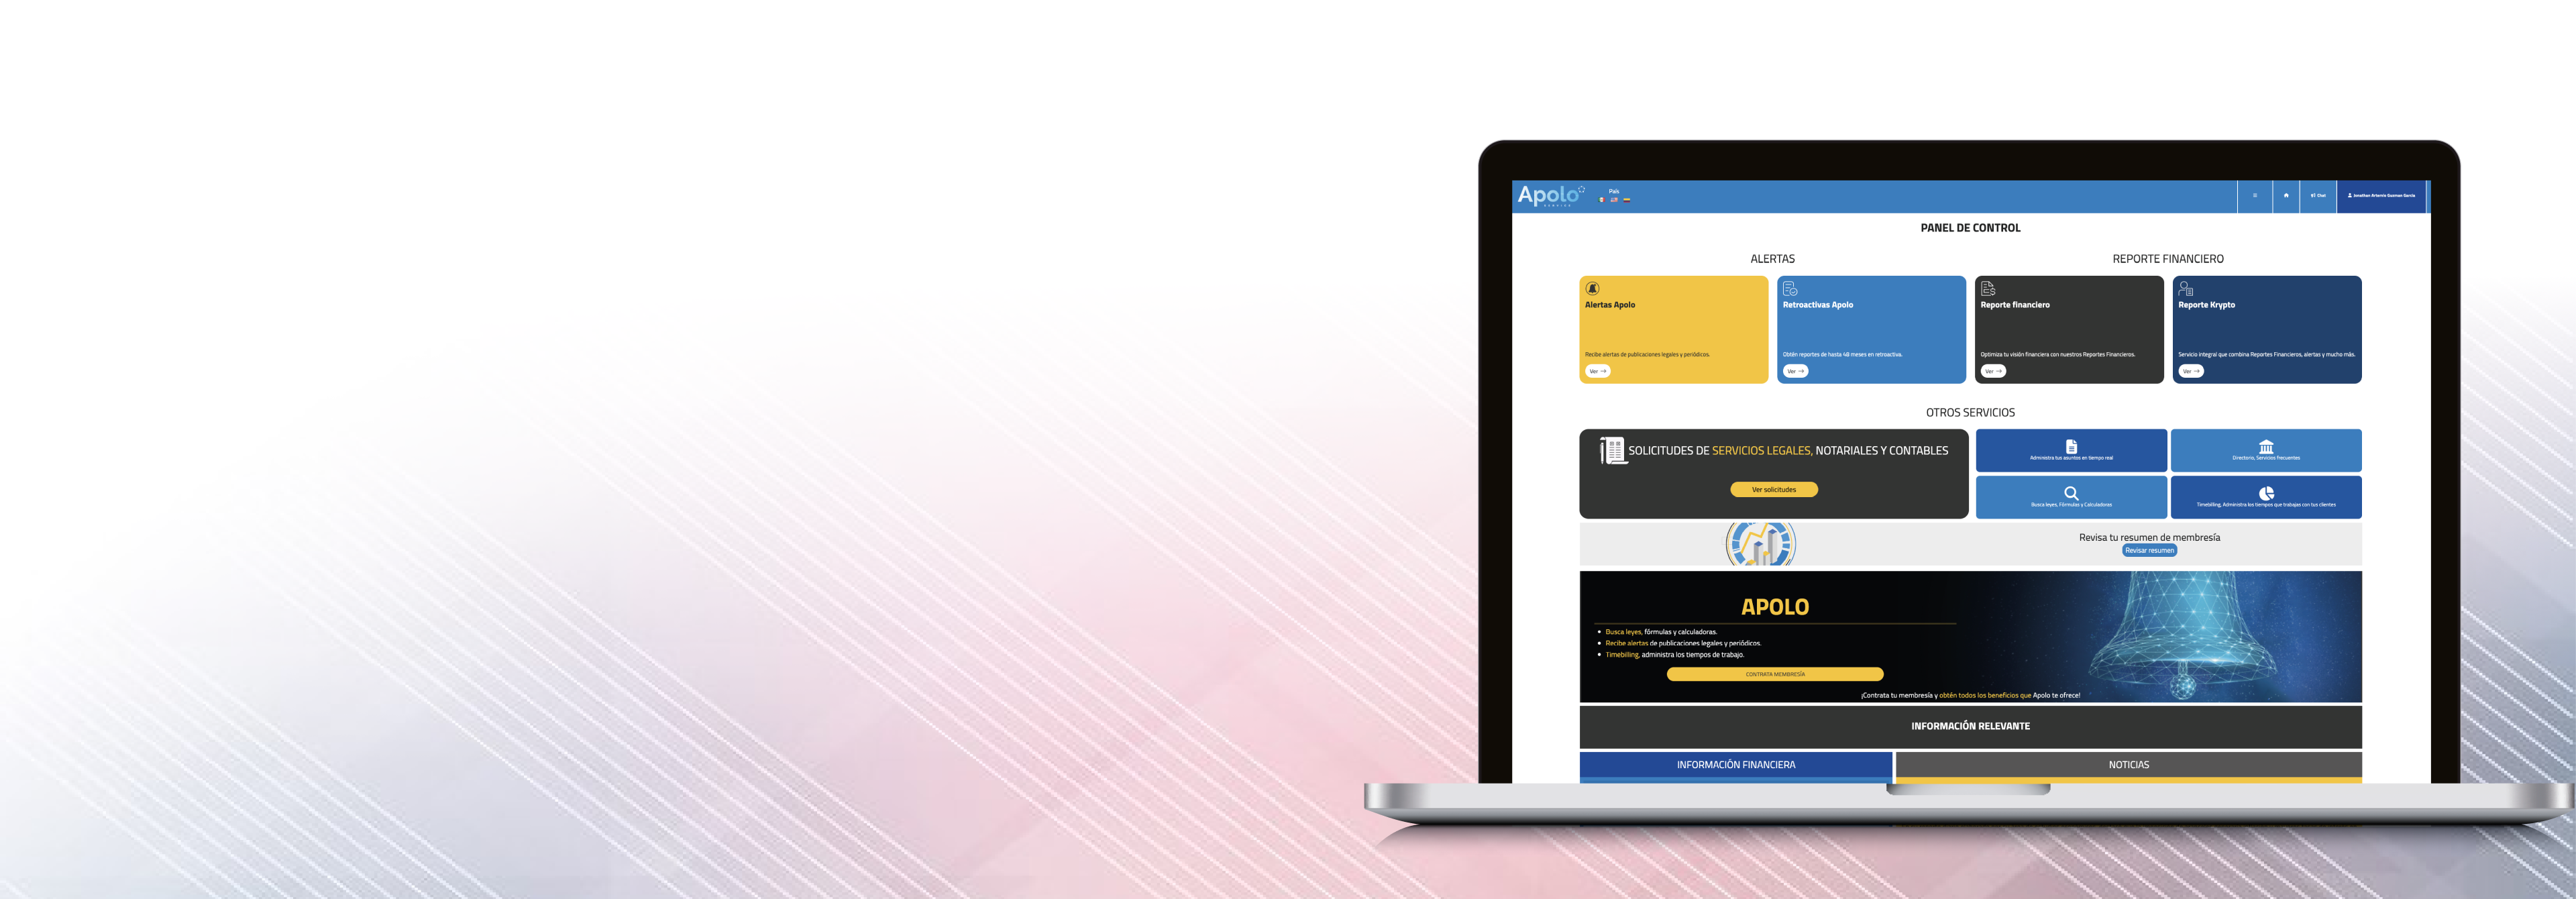 Apolo
SERVICE
País
Chat
Jonathan Artemio Guzman García
PANEL DE CONTROL
ALERTAS
REPORTE FINANCIERO
Alertas Apolo
Recibe alertas de publicaciones legales y periódicos.
Ver →
Retroactivas Apolo
Obtén reportes de hasta 48 meses en retroactiva.
Ver →
Reporte financiero
Optimiza tu visión financiera con nuestros Reportes Financieros.
Ver →
Reporte Krypto
Servicio integral que combina Reportes Financieros, alertas y mucho más.
Ver →
OTROS SERVICIOS
SOLICITUDES DE SERVICIOS LEGALES, NOTARIALES Y CONTABLES
Ver solicitudes
Administra tus asuntos en tiempo real
Directorio, Servicios frecuentes
Busca leyes, Fórmulas y Calculadoras
Timebilling, Administra los tiempos que trabajas con tus clientes
Revisa tu resumen de membresía
Revisar resumen
APOLO
• Busca leyes, fórmulas y calculadoras.
• Recibe alertas de publicaciones legales y periódicos.
• Timebilling, administra los tiempos de trabajo.
CONTRATA MEMBRESÍA
¡Contrata tu membresía y obtén todos los beneficios que Apolo te ofrece!
INFORMACIÓN RELEVANTE
INFORMACIÓN FINANCIERA
NOTICIAS